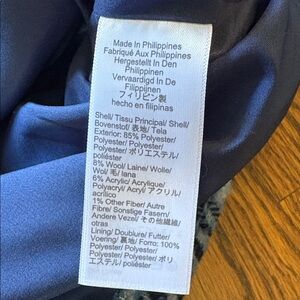 Made In Philippines
Fabriqué Aux Philippines
Hergestellt In Den
Philippinen
Vervaardigd In De
Filipijnen
フィリピン製
hecho en filipinas
Shell/ Tissu Principal/ Shell/
Bovenstof/ 表地/ Tela
Exterior: 85% Polyester/
Polyester/ Polyester/
Polyester/ ポリエステル/
poliéster
8% Wool/ Laine/ Wolle/
Wol/ 毛/ lana
6% Acrylic/ Acrylique/
Polyacryl/ Acryl/ アクリル/
acrílico
1% Other Fiber/ Autre
Fibre/ Sonstige Fasern/
Andere Vezel/ その他繊維/
otras
Lining/ Doublure/ Futter/
Voering/ 裏地/ Forro: 100%
Polyester/ Polyester/
Polyester/ Polyester/ ポリ
エステル/ poliéster